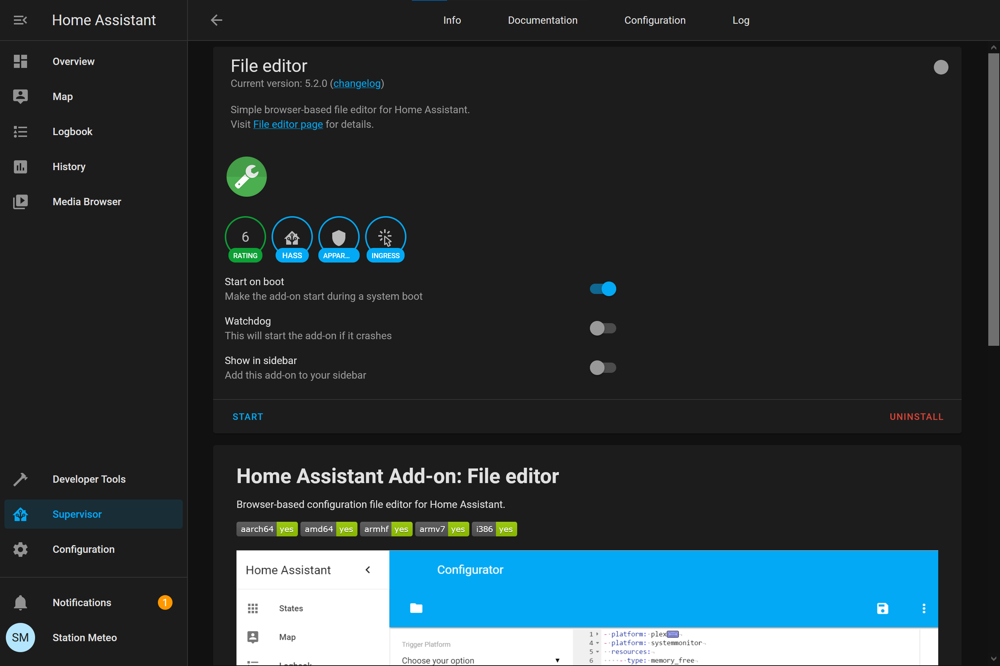 Home Assistant
Overview
Map
Logbook
History
Media Browser
Developer Tools
Supervisor
Configuration
Notifications
1
SM
Station Meteo
Info
Documentation
Configuration
Log
File editor
Current version: 5.2.0 (changelog)
Simple browser-based file editor for Home Assistant.
Visit File editor page for details.
6
RATING
HASS
APPAR...
INGRESS
Start on boot
Make the add-on start during a system boot
Watchdog
This will start the add-on if it crashes
Show in sidebar
Add this add-on to your sidebar
START
UNINSTALL
Home Assistant Add-on: File editor
Browser-based configuration file editor for Home Assistant.
aarch64 yes amd64 yes armhf yes armv7 yes i386 yes
Home Assistant
Configurator
States
Map
Logbook
Trigger Platform
Choose your option
1 - platform: plex
4 - platform: systemmonitor
5 resources:
6 - type: memory_free